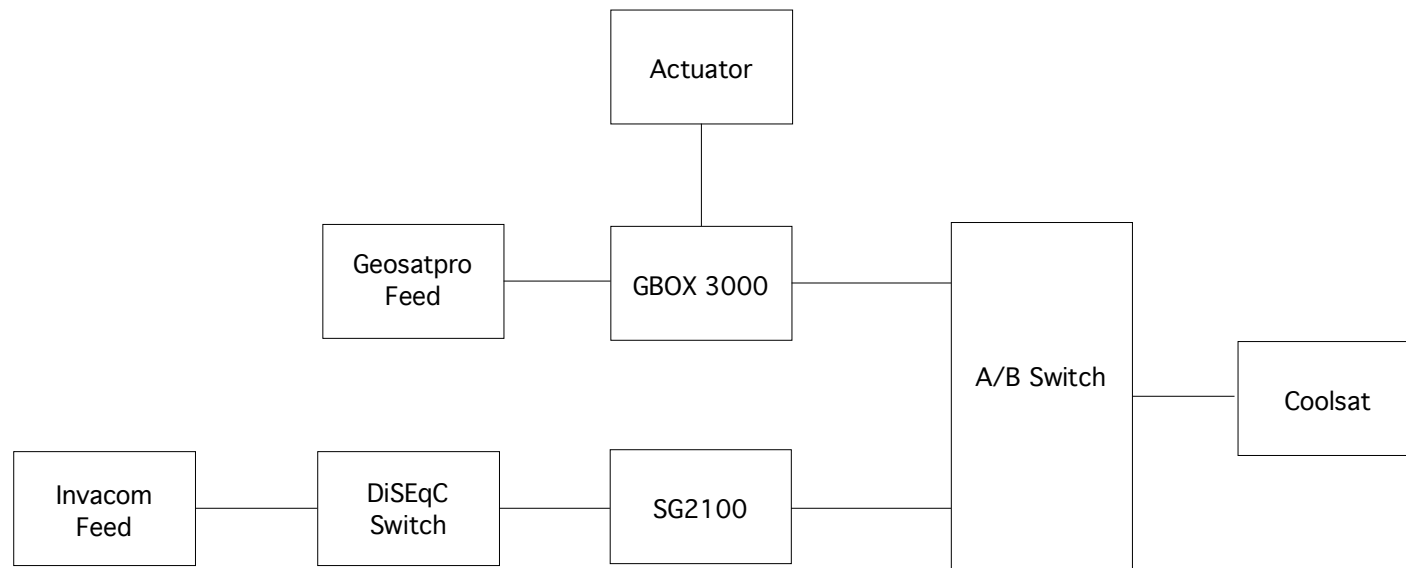 Actuator
Geosatpro
Feed
GBOX 3000
A/B Switch
Coolsat
Invacom
Feed
DiSEqC
Switch
SG2100